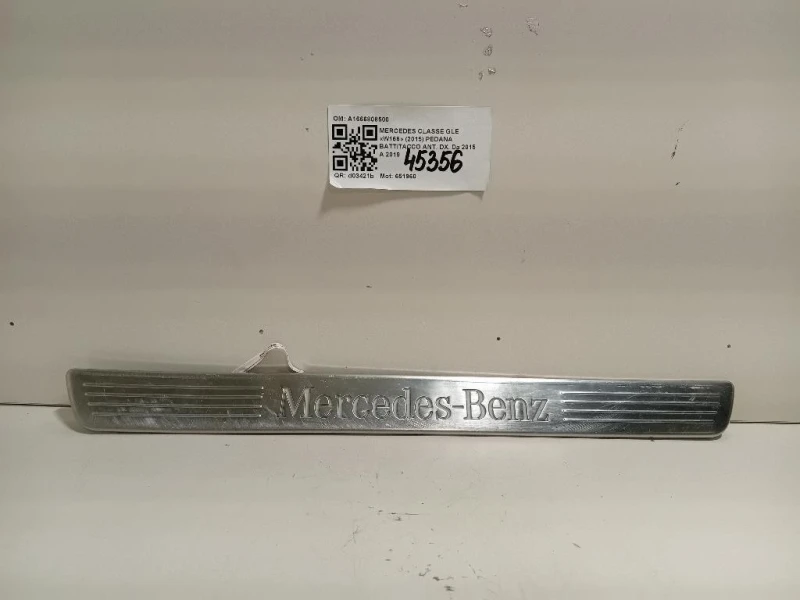 OM: A1666808506
MERCEDES CLASSE GLE
<W166> (2015) PEDANA
BATTITACCO ANT. DX. Da 2015
A 2019
45356
QR: d03421b Mot: 651960
Mercedes-Benz